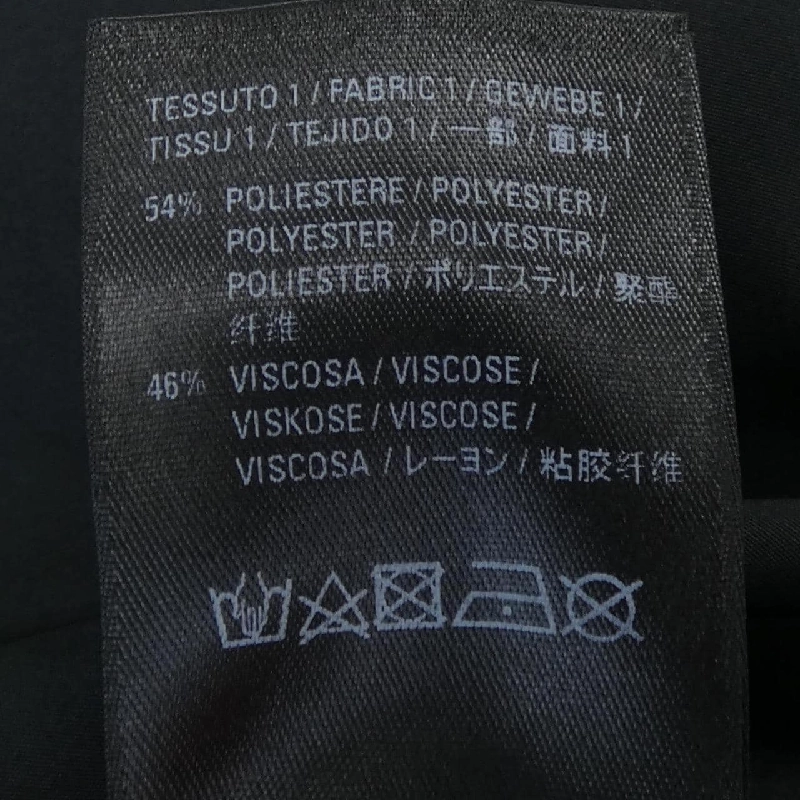 TESSUTO 1 / FABRIC 1 / GEWEBE 1 /
TISSU 1 / TEJIDO 1 / 一部 / 面料 1
54% POLIESTERE / POLYESTER /
POLYESTER / POLYESTER /
POLIESTER / ポリエステル / 聚酯
纤维
46% VISCOSA / VISCOSE /
VISKOSE / VISCOSE /
VISCOSA / レーヨン / 粘胶纤维